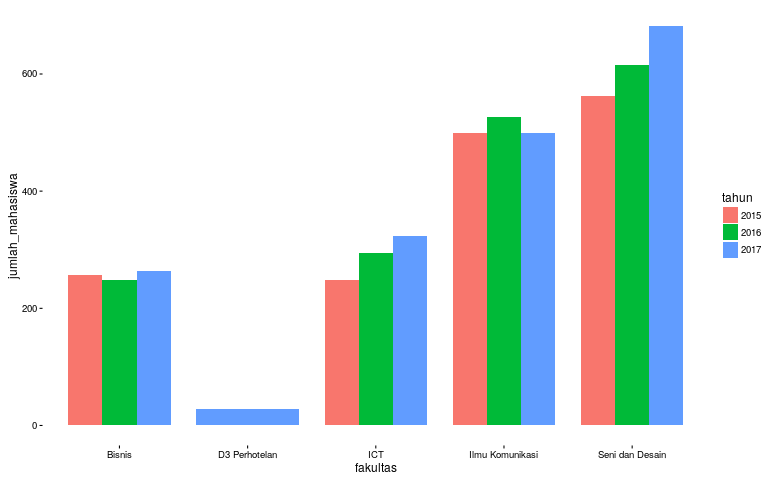 600
400
200
0
jumlah_mahasiswa
Bisnis
D3 Perhotelan
ICT
Ilmu Komunikasi
Seni dan Desain
fakultas
tahun
2015
2016
2017